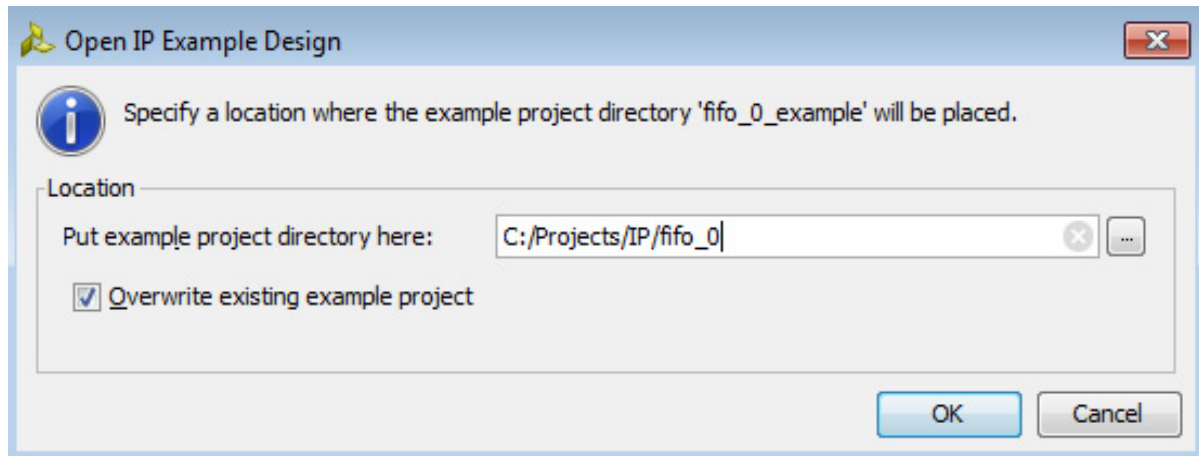 Open IP Example Design
Specify a location where the example project directory 'fifo_0_example' will be placed.
Location
Put example project directory here: C:/Projects/IP/fifo_0 ...
Overwrite existing example project
OK Cancel